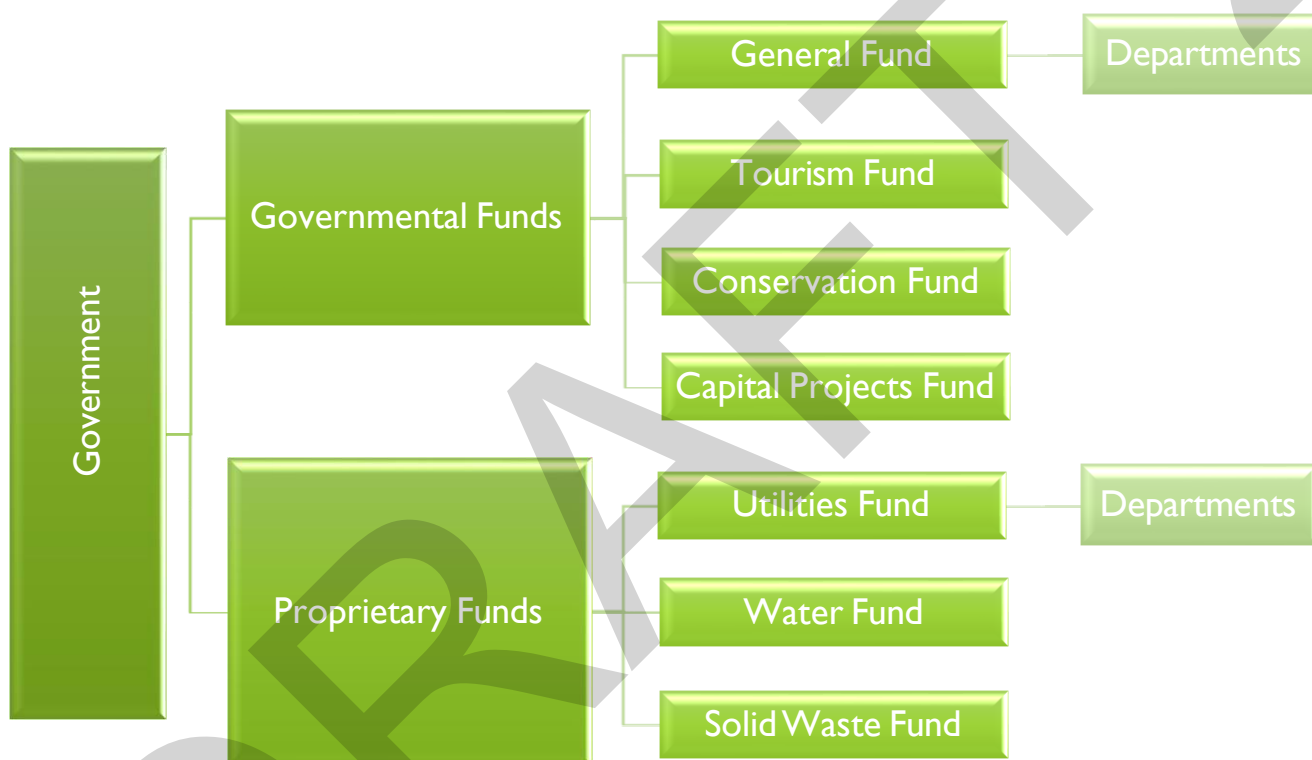 Government
Governmental Funds
General Fund
Departments
Tourism Fund
Conservation Fund
Capital Projects Fund
Proprietary Funds
Utilities Fund
Departments
Water Fund
Solid Waste Fund
DRAFT